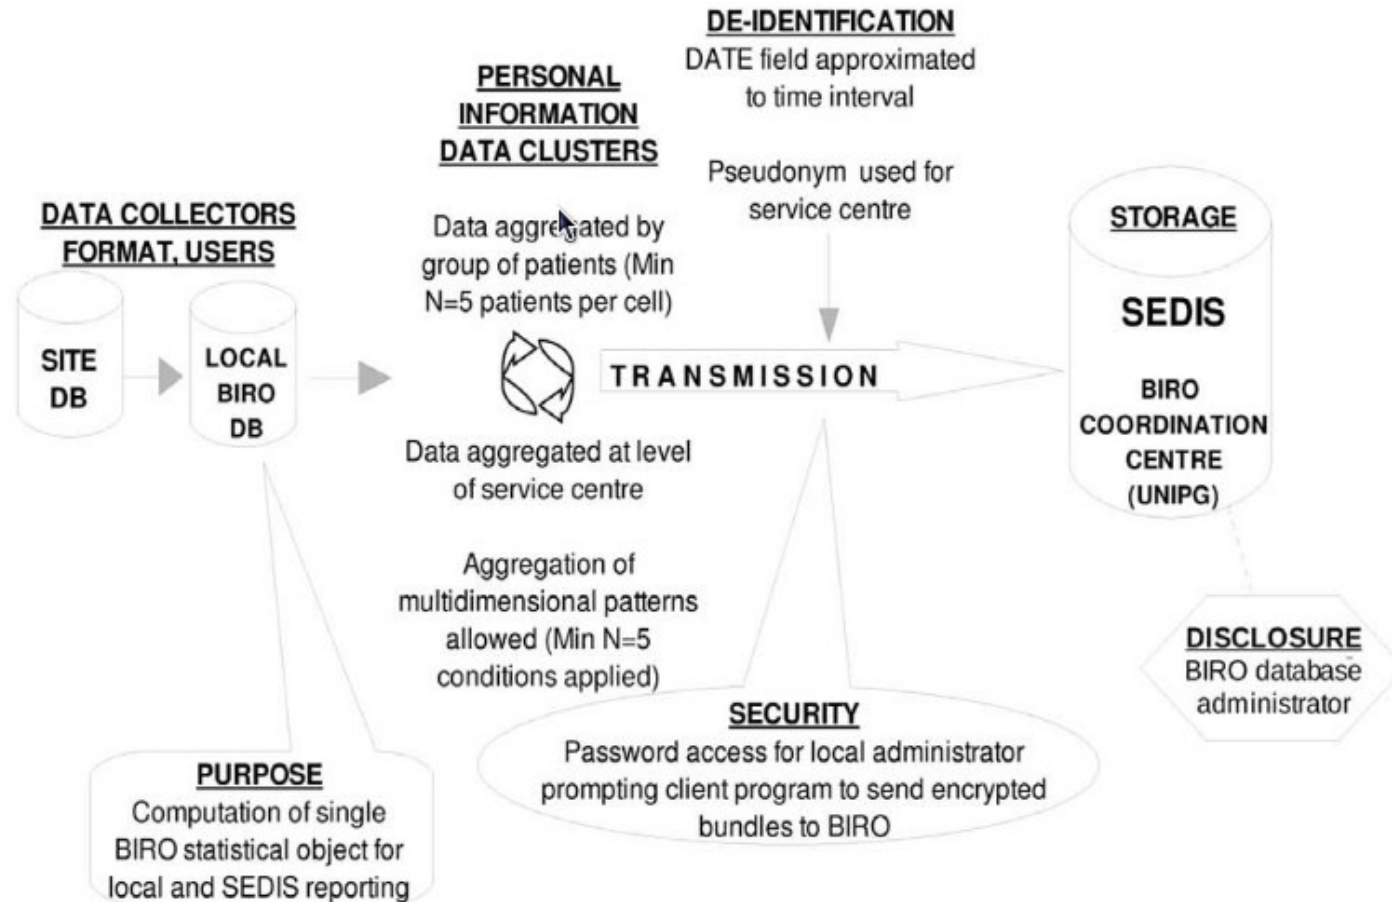 DATA COLLECTORS
FORMAT, USERS
SITE
DB
LOCAL
BIRO
DB
PURPOSE
Computation of single
BIRO statistical object for
local and SEDIS reporting
PERSONAL
INFORMATION
DATA CLUSTERS
Data aggregated by
group of patients (Min
N=5 patients per cell)
Data aggregated at level
of service centre
Aggregation of
multidimensional patterns
allowed (Min N=5
conditions applied)
DE-IDENTIFICATION
DATE field approximated
to time interval
Pseudonym used for
service centre
TRANSMISSION
SECURITY
Password access for local administrator
prompting client program to send encrypted
bundles to BIRO
STORAGE
SEDIS
BIRO
COORDINATION
CENTRE
(UNIPG)
DISCLOSURE
BIRO database
administrator